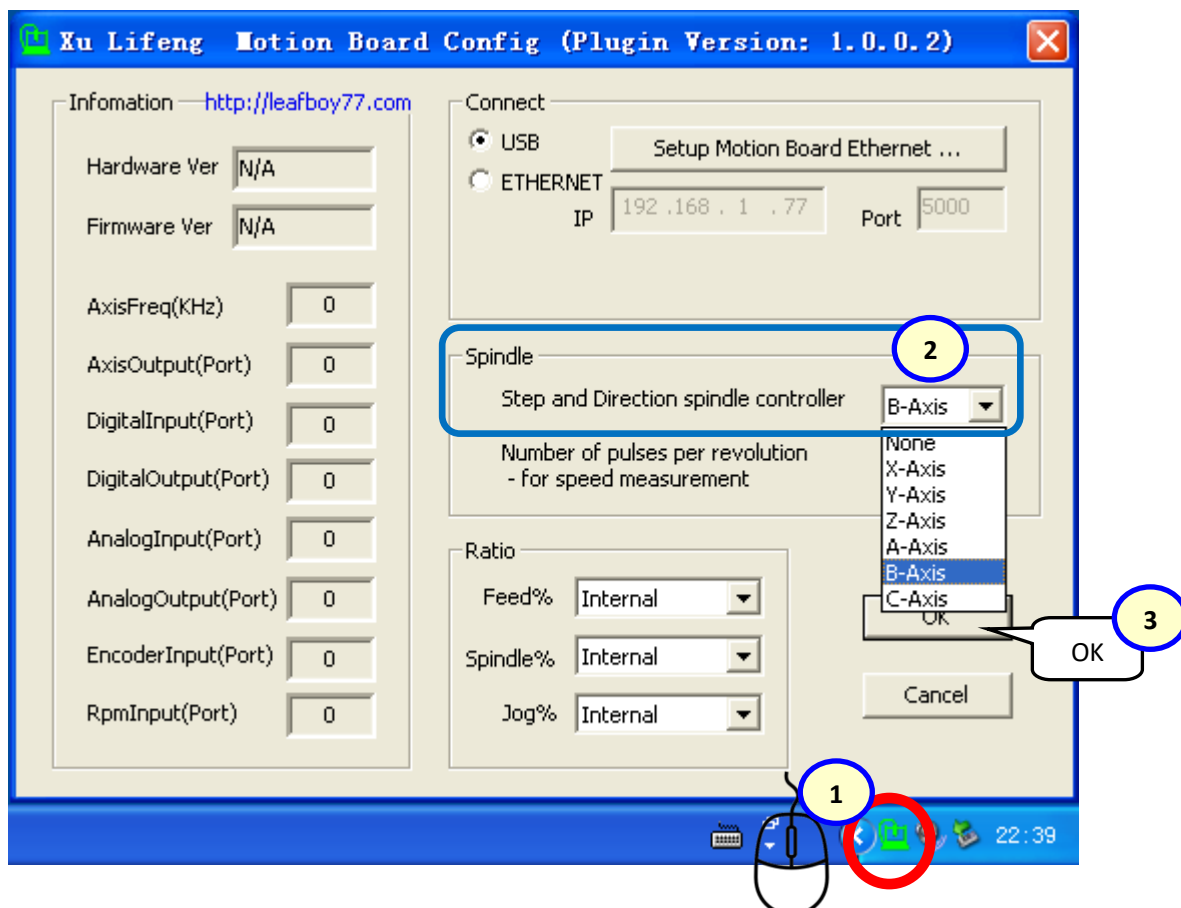 Xu Lifeng Motion Board Config (Plugin Version: 1.0.0.2)
Infomation http://leafboy77.com
Hardware Ver N/A
Firmware Ver N/A
AxisFreq(KHz) 0
AxisOutput(Port) 0
DigitalInput(Port) 0
DigitalOutput(Port) 0
AnalogInput(Port) 0
AnalogOutput(Port) 0
EncoderInput(Port) 0
RpmInput(Port) 0
Connect
USB Setup Motion Board Ethernet ...
ETHERNET
IP 192 .168 . 1 .77 Port 5000
2
Spindle
Step and Direction spindle controller B-Axis
Number of pulses per revolution
- for speed measurement
None
X-Axis
Y-Axis
Z-Axis
A-Axis
B-Axis
C-Axis
Ratio
Feed% Internal
Spindle% Internal
Jog% Internal
OK
3
OK
Cancel
1
22:39